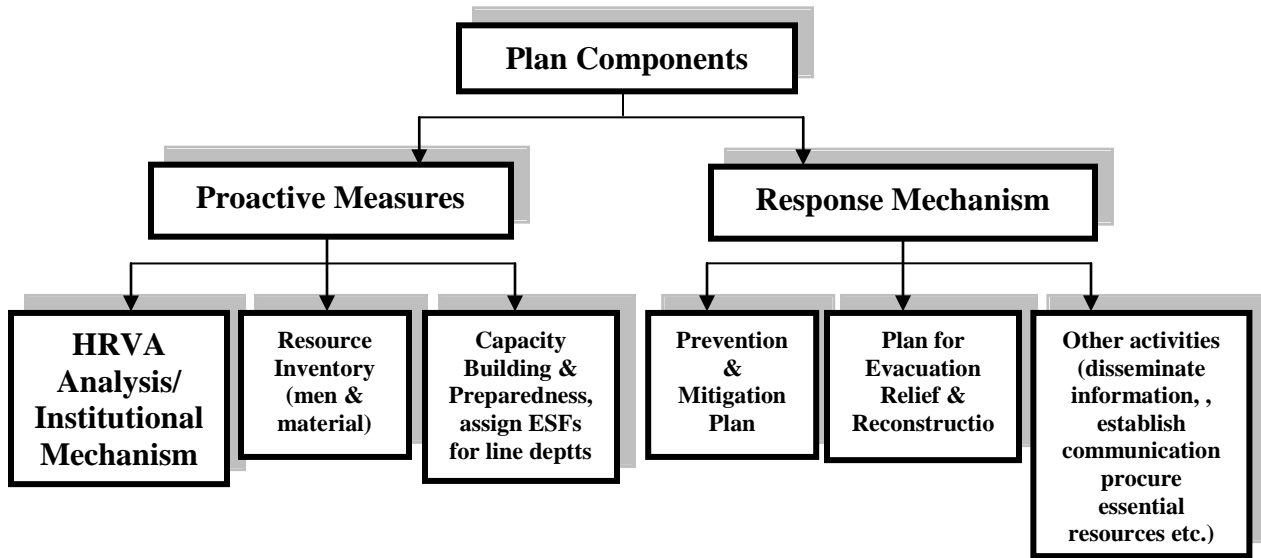 Plan Components
Proactive Measures
Response Mechanism
HRVA
Analysis/
Institutional
Mechanism
Resource
Inventory
(men &
material)
Capacity
Building &
Preparedness,
assign ESFs
for line deptts
Prevention
&
Mitigation
Plan
Plan for
Evacuation
Relief &
Reconstructio
Other activities
(disseminate
information, ,
establish
communication
procure
essential
resources etc.)